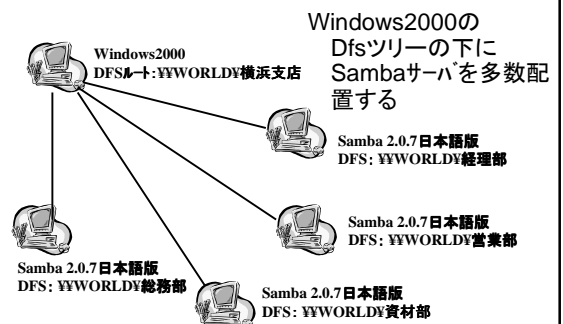 Windows2000の
Dfsツリーの下に
Sambaサーバを多数配
置する
Windows2000
DFSルート:¥¥WORLD¥横浜支店
Samba 2.0.7日本語版
DFS: ¥¥WORLD¥経理部
Samba 2.0.7日本語版
DFS: ¥¥WORLD¥営業部
Samba 2.0.7日本語版
DFS: ¥¥WORLD¥総務部
Samba 2.0.7日本語版
DFS: ¥¥WORLD¥資材部